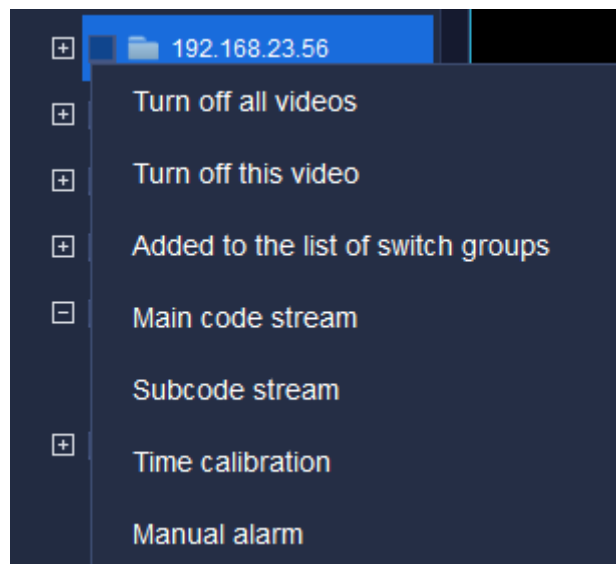 192.168.23.56
Turn off all videos
Turn off this video
Added to the list of switch groups
Main code stream
Subcode stream
Time calibration
Manual alarm